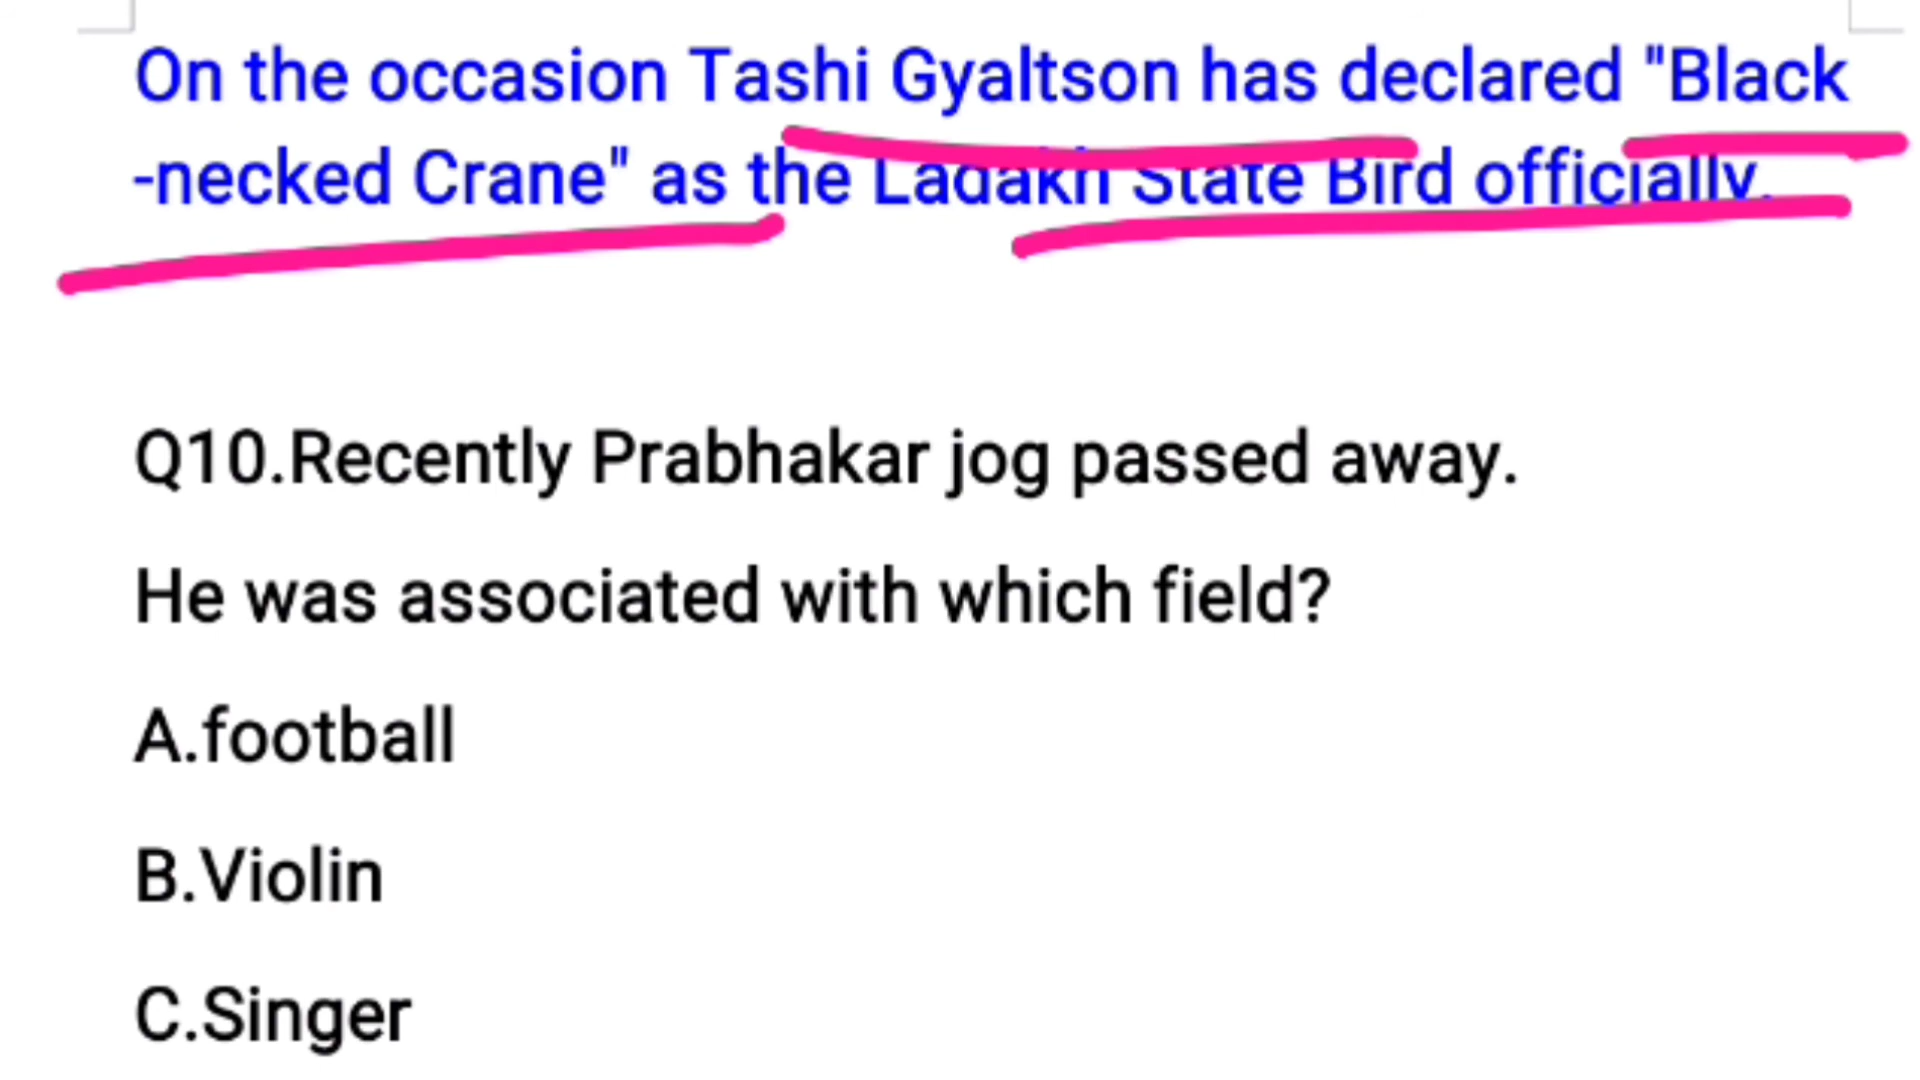 On the occasion Tashi Gyaltson has declared "Black
-necked Crane" as the Ladakh State Bird officially.
Q10.Recently Prabhakar jog passed away.
He was associated with which field?
A.football
B.Violin
C.Singer